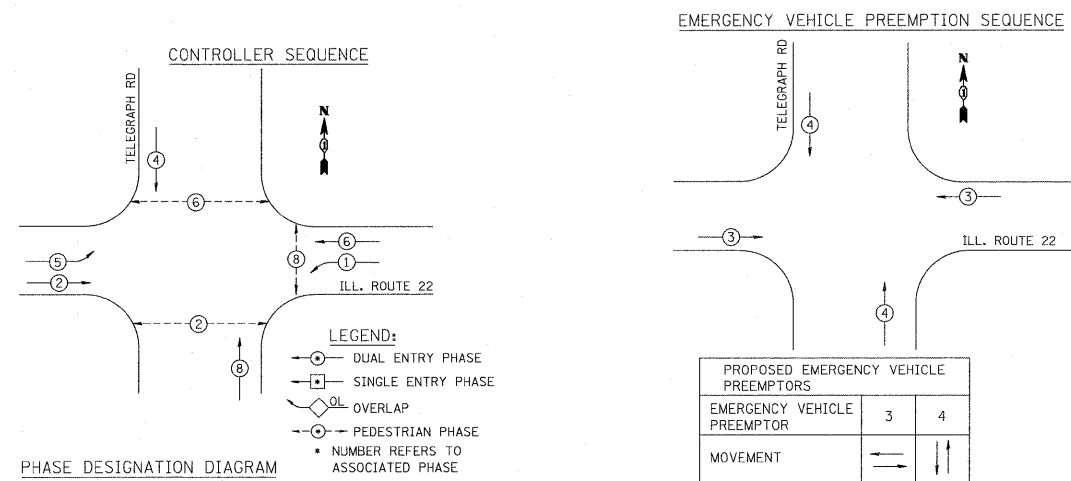 CONTROLLER SEQUENCE
TELEGRAPH RD
N
4
6
6
5
8
1
2
ILL. ROUTE 22
2
8
LEGEND:
* DUAL ENTRY PHASE
* SINGLE ENTRY PHASE
OL OVERLAP
* PEDESTRIAN PHASE
* NUMBER REFERS TO
ASSOCIATED PHASE
PHASE DESIGNATION DIAGRAM
EMERGENCY VEHICLE PREEMPTION SEQUENCE
TELEGRAPH RD
N
4
3
3
ILL. ROUTE 22
4
PROPOSED EMERGENCY VEHICLE
PREEMPTORS
EMERGENCY VEHICLE
PREEMPTOR
3 4
MOVEMENT